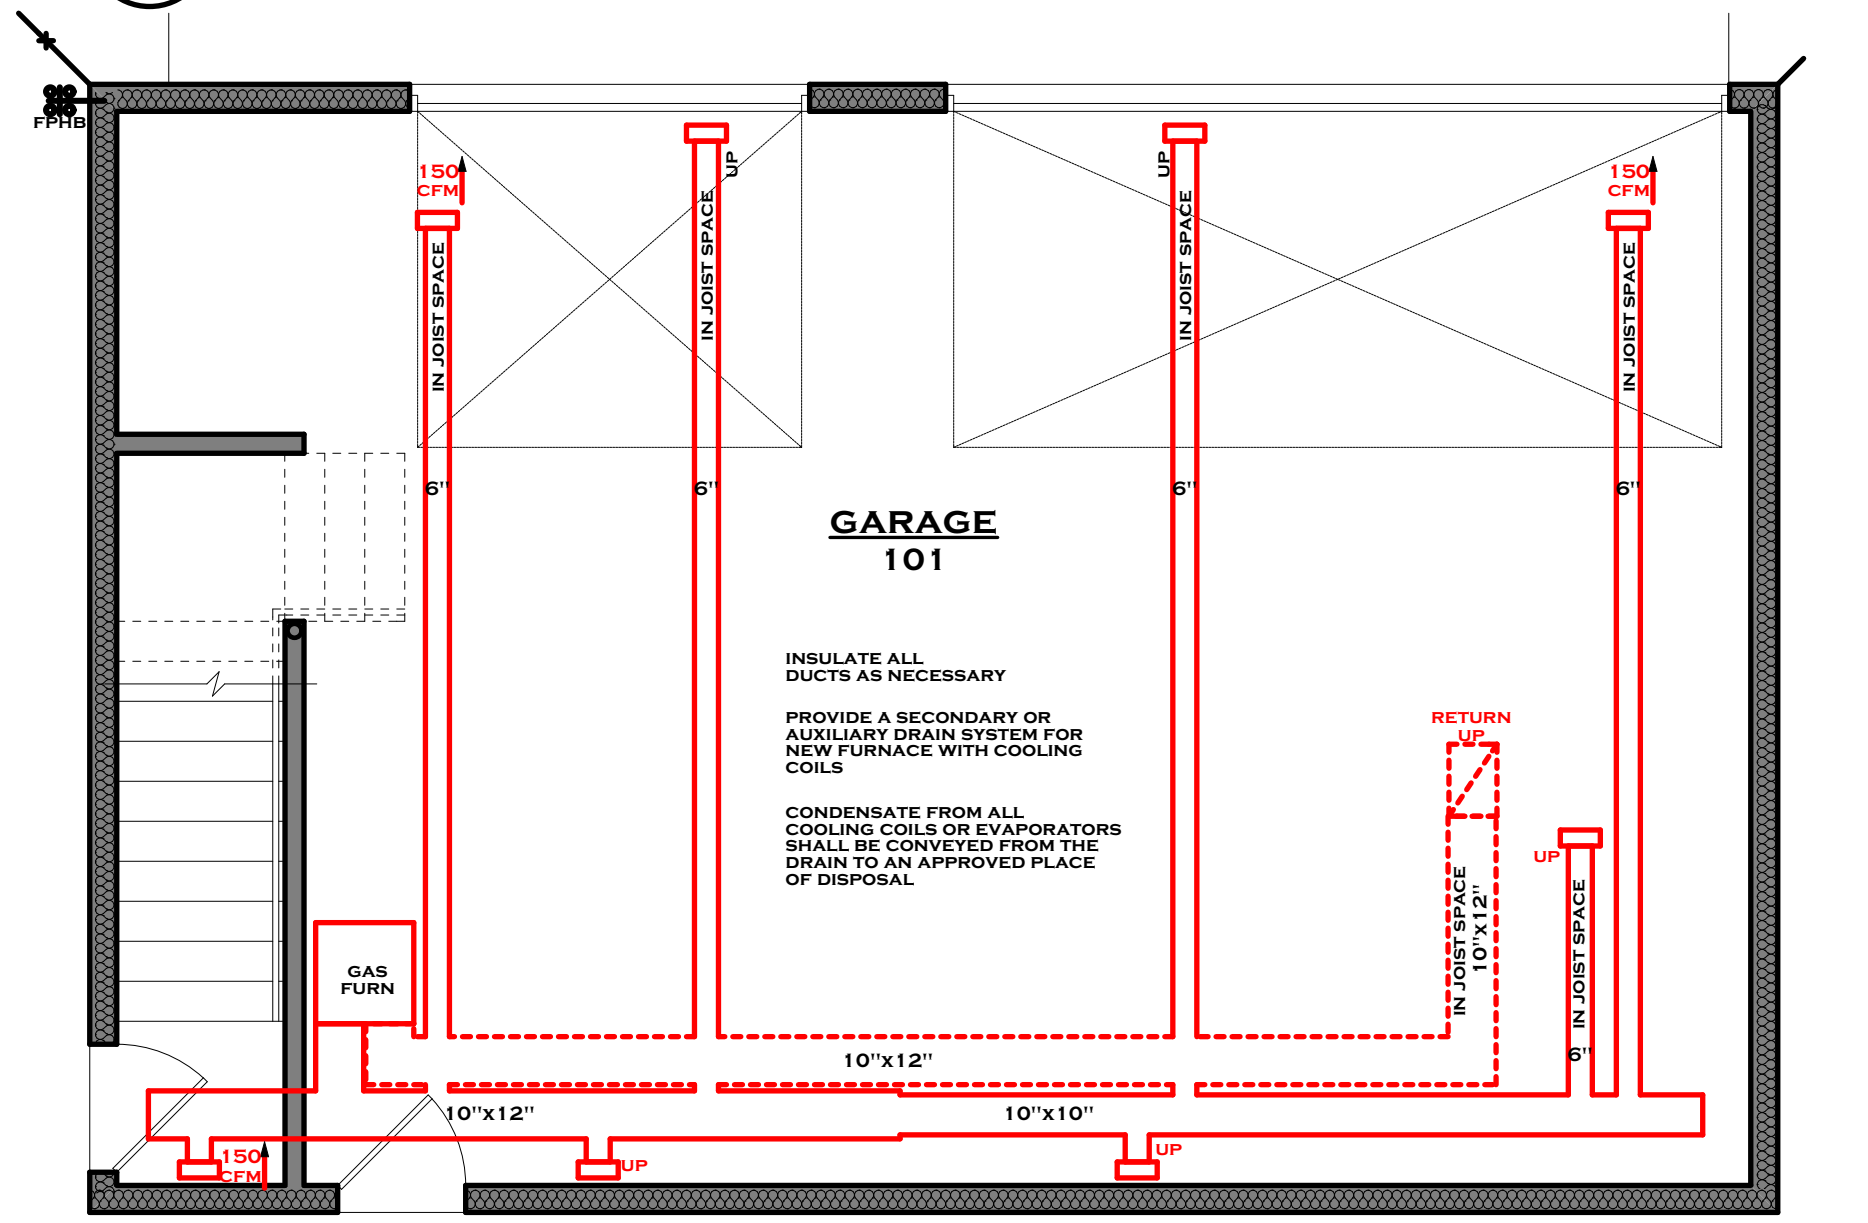 FPHB
150
CFM
UP
UP
150
CFM
IN JOIST SPACE
IN JOIST SPACE
IN JOIST SPACE
IN JOIST SPACE
6"
6"
6"
6"
GARAGE
101
INSULATE ALL
DUCTS AS NECESSARY
PROVIDE A SECONDARY OR
AUXILIARY DRAIN SYSTEM FOR
NEW FURNACE WITH COOLING
COILS
CONDENSATE FROM ALL
COOLING COILS OR EVAPORATORS
SHALL BE CONVEYED FROM THE
DRAIN TO AN APPROVED PLACE
OF DISPOSAL
RETURN
UP
UP
IN JOIST SPACE
10"x12"
IN JOIST SPACE
6"
GAS
FURN
10"x12"
10"x12"
10"x10"
150
CFM
UP
UP